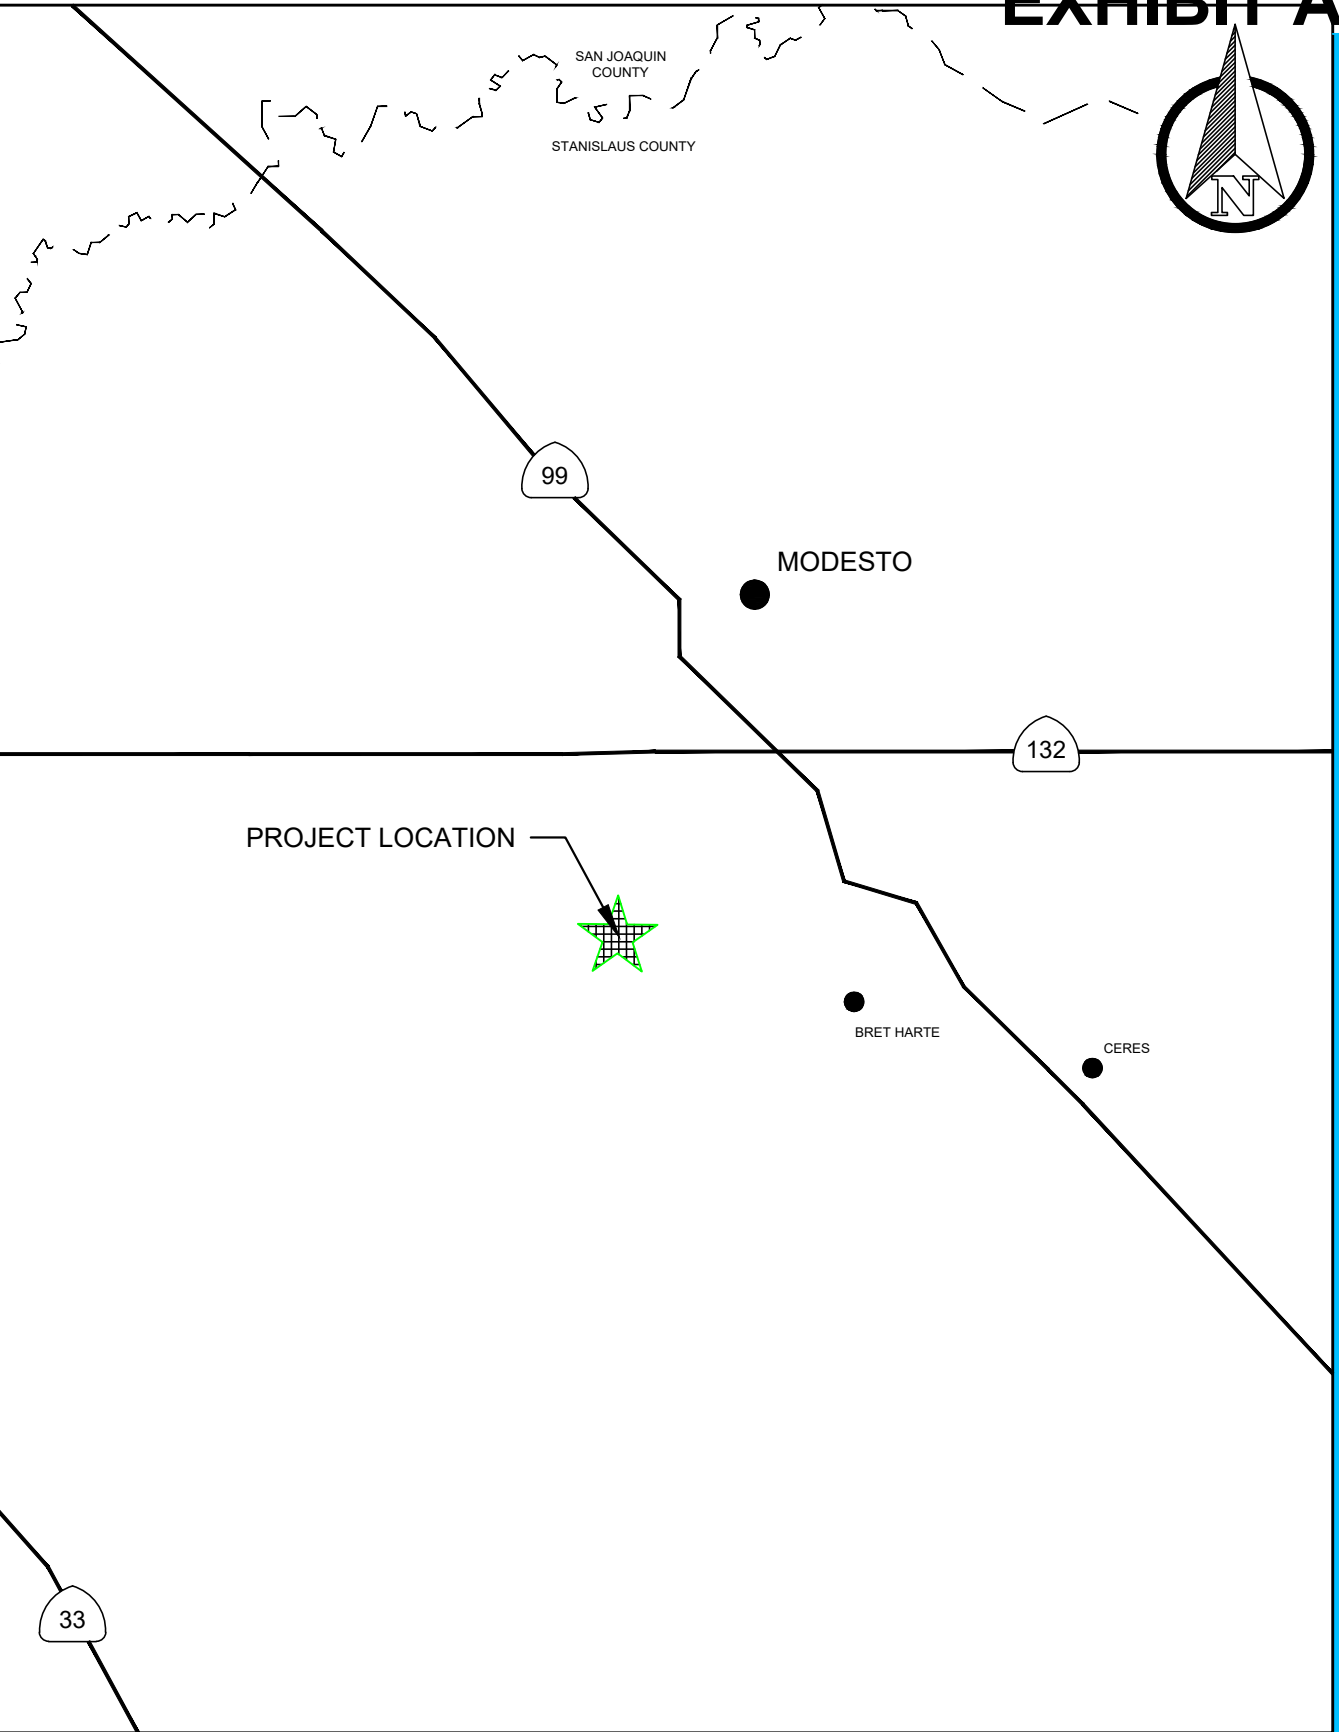 EXHIBIT A
SAN JOAQUIN
COUNTY
STANISLAUS COUNTY
N
99
MODESTO
132
PROJECT LOCATION
BRET HARTE
CERES
33